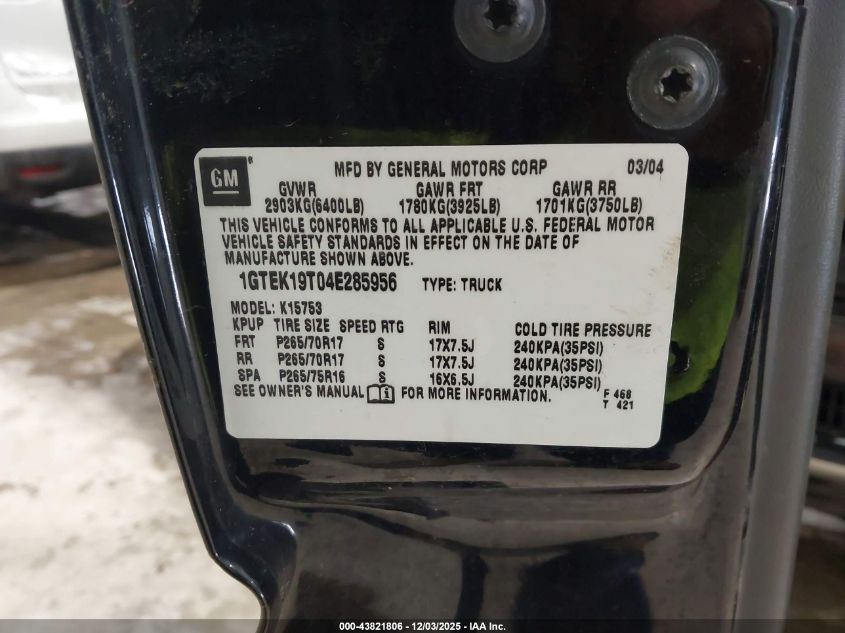 GM ® MFD BY GENERAL MOTORS CORP 03/04
GVWR GAWR FRT GAWR RR
2903KG(6400LB) 1780KG(3925LB) 1701KG(3750LB)
THIS VEHICLE CONFORMS TO ALL APPLICABLE U.S. FEDERAL MOTOR
VEHICLE SAFETY STANDARDS IN EFFECT ON THE DATE OF
MANUFACTURE SHOWN ABOVE.
1GTEK19T04E285956 TYPE: TRUCK
MODEL: K15753
KPUP TIRE SIZE SPEED RTG RIM COLD TIRE PRESSURE
FRT P265/70R17 S 17X7.5J 240KPA(35PSI)
RR P265/70R17 S 17X7.5J 240KPA(35PSI)
SPA P265/75R16 S 16X6.5J 240KPA(35PSI)
SEE OWNER'S MANUAL i FOR MORE INFORMATION.
F 468
T 421
000-43821806 - 12/03/2025 - IAA Inc.